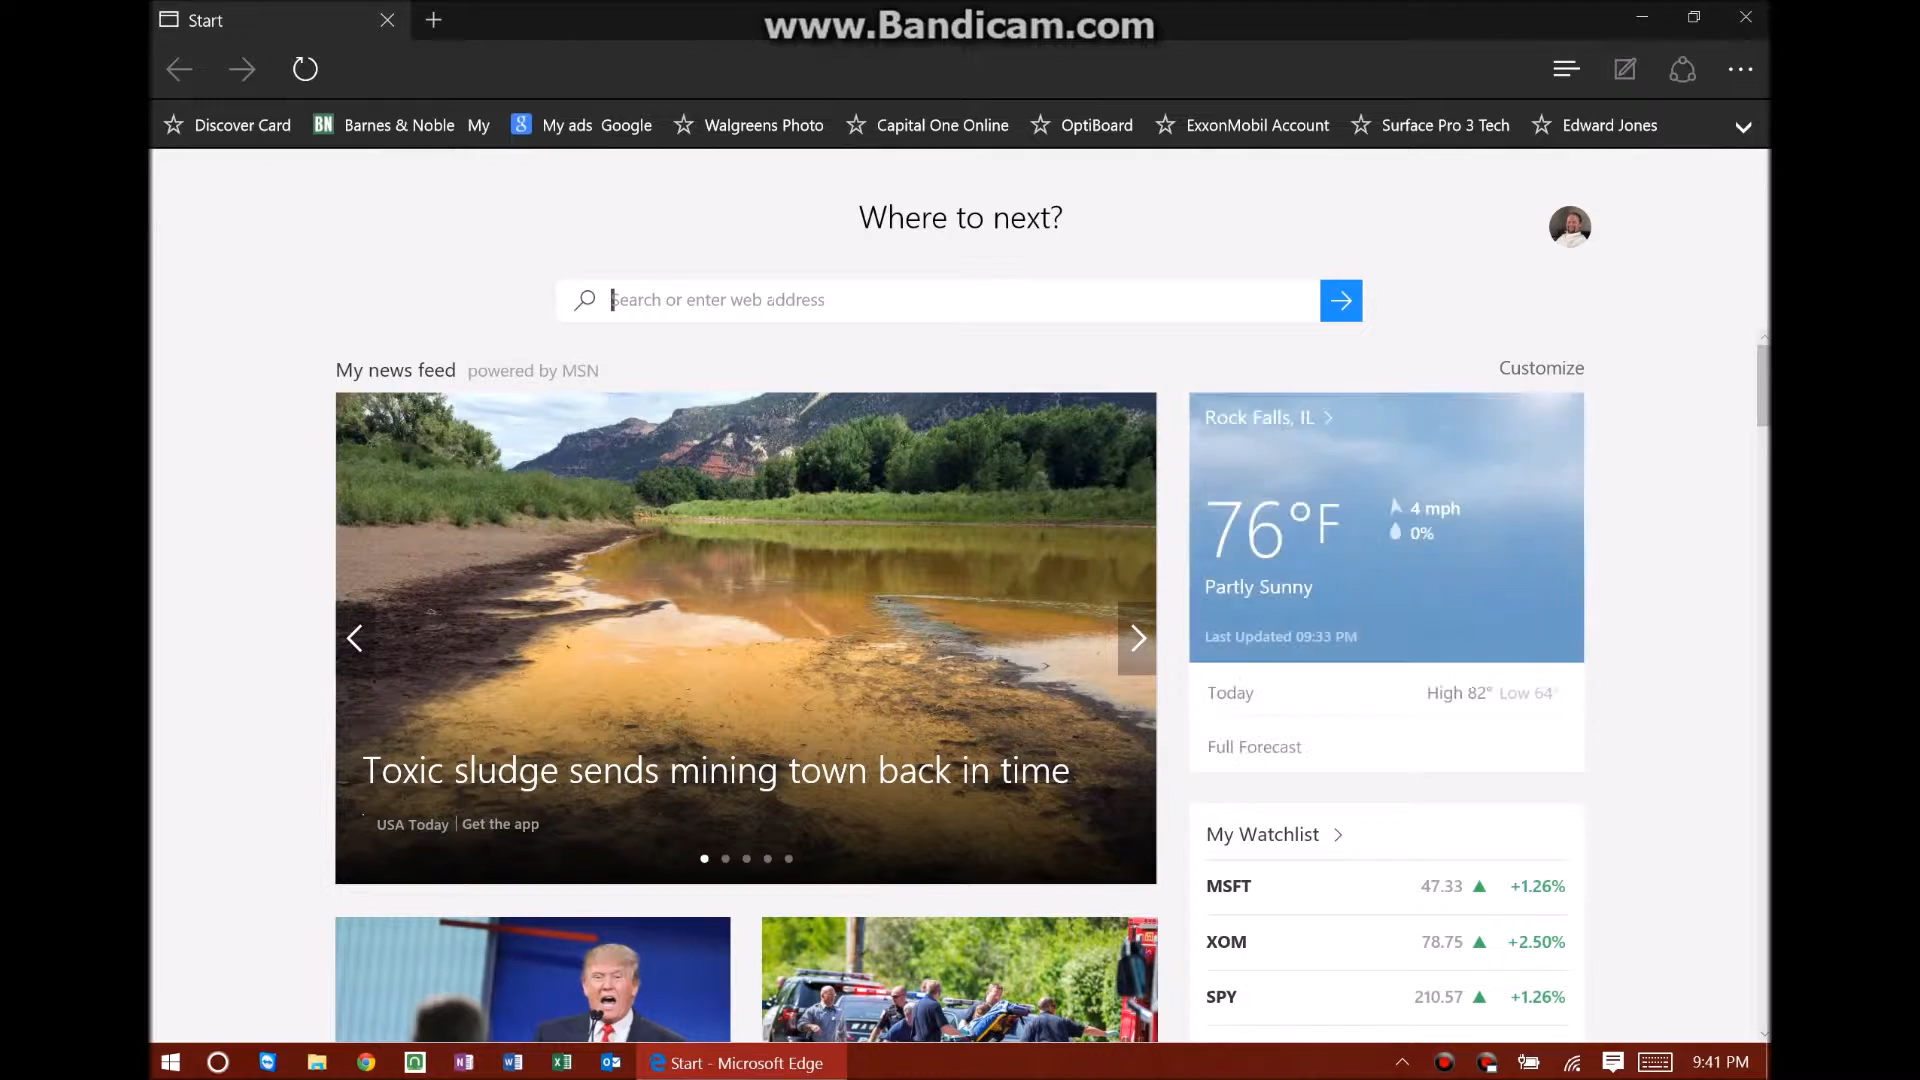 Start
www.Bandicam.com
Discover Card
BN Barnes & Noble My
g My ads Google
Walgreens Photo
Capital One Online
OptiBoard
ExxonMobil Account
Surface Pro 3 Tech
Edward Jones
Where to next?
Search or enter web address
My news feed powered by MSN
Customize
Rock Falls, IL
76°F
4 mph
0%
Partly Sunny
Last Updated 09:33 PM
Today High 82° Low 64°
Full Forecast
Toxic sludge sends mining town back in time
USA Today | Get the app
My Watchlist
MSFT 47.33 +1.26%
XOM 78.75 +2.50%
SPY 210.57 +1.26%
Start - Microsoft Edge
9:41 PM